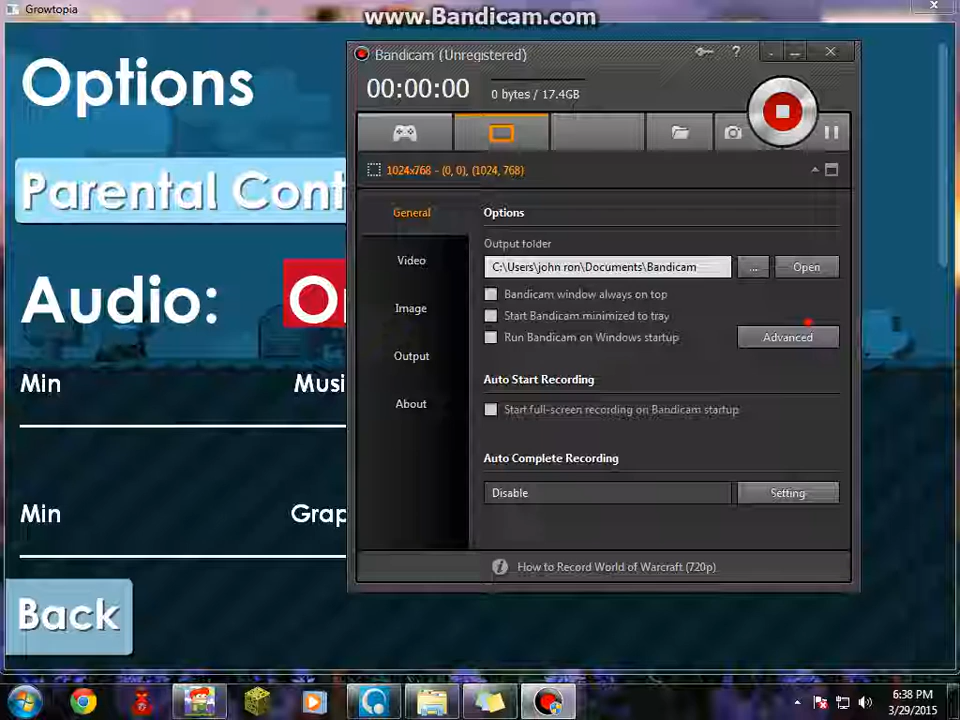 Growtopia
www.Bandicam.com
Options
Parental Cont
Audio:
Min
Musi
Min
Grap
Back
Bandicam (Unregistered)
00:00:00
0 bytes / 17.4GB
1024x768 - (0, 0), (1024, 768)
General
Video
Image
Output
About
Options
Output folder
C:\Users\john ron\Documents\Bandicam
...
Open
Bandicam window always on top
Start Bandicam minimized to tray
Run Bandicam on Windows startup
Advanced
Auto Start Recording
Start full-screen recording on Bandicam startup
Auto Complete Recording
Disable
Setting
How to Record World of Warcraft (720p)
6:38 PM
3/29/2015